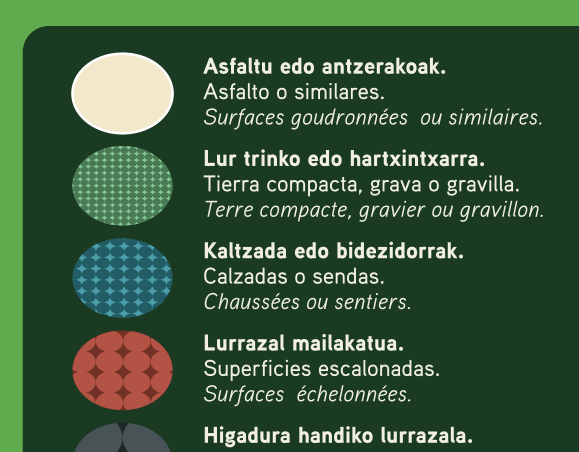 Asfaltu edo antzerakoak.
Asfalto o similares.
Surfaces goudronnées ou similaires.
Lur trinko edo hartxintxarra.
Tierra compacta, grava o gravilla.
Terre compacte, gravier ou gravillon.
Kaltzada edo bidezidorrak.
Calzadas o sendas.
Chaussées ou sentiers.
Lurrazal mailakatua.
Superficies escalonadas.
Surfaces échelonnées.
Higadura handiko lurrazala.